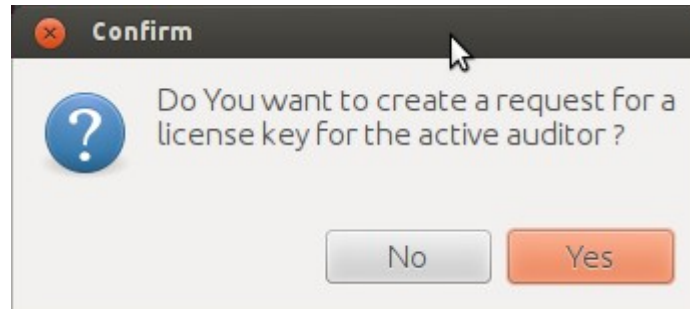 Confirm
Do You want to create a request for a
license key for the active auditor ?
No
Yes